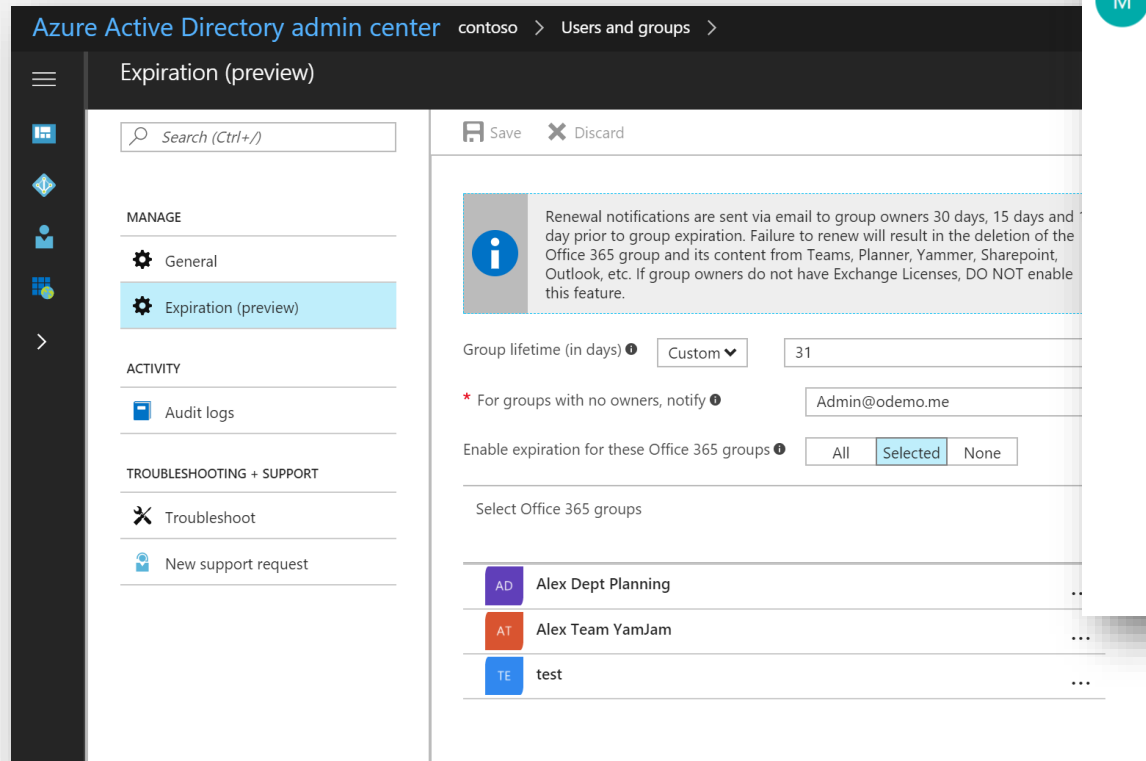 M
Azure Active Directory admin center contoso > Users and groups >
Expiration (preview)
Search (Ctrl+/)
Save Discard
Renewal notifications are sent via email to group owners 30 days, 15 days and
day prior to group expiration. Failure to renew will result in the deletion of the
Office 365 group and its content from Teams, Planner, Yammer, Sharepoint,
Outlook, etc. If group owners do not have Exchange Licenses, DO NOT enable
this feature.
MANAGE
General
Expiration (preview)
ACTIVITY
Audit logs
TROUBLESHOOTING + SUPPORT
Troubleshoot
New support request
Group lifetime (in days) Custom 31
* For groups with no owners, notify Admin@odemo.me
Enable expiration for these Office 365 groups All Selected None
Select Office 365 groups
AD Alex Dept Planning ...
AT Alex Team YamJam ...
TE test ...